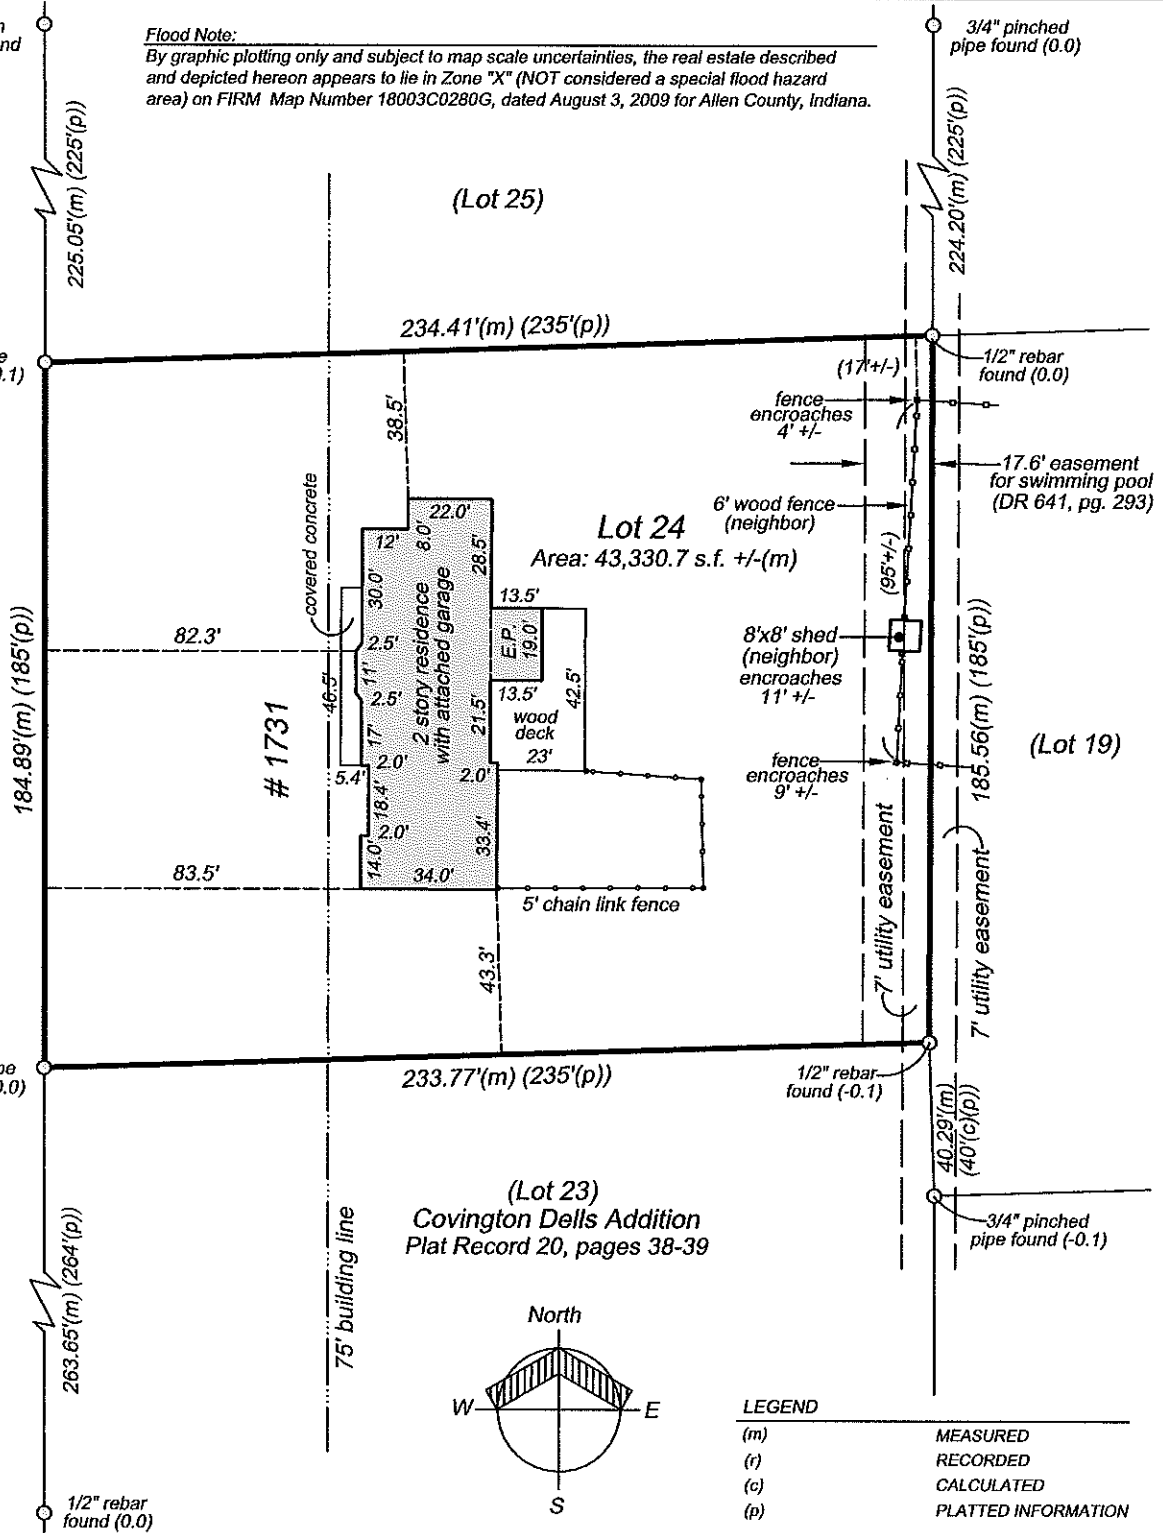 nd
3/4" pinched
pipe found (0.0)
Flood Note:
By graphic plotting only and subject to map scale uncertainties, the real estate described
and depicted hereon appears to lie in Zone "X" (NOT considered a special flood hazard
area) on FIRM Map Number 18003C0280G, dated August 3, 2009 for Allen County, Indiana.
225.05'(m) (225'(p))
224.20'(m) (225'(p))
(Lot 25)
234.41'(m) (235'(p))
e
.1)
1/2" rebar
found (0.0)
(17'+/-)
fence
encroaches
4' +/-
38.5'
17.6' easement
for swimming pool
(DR 641, pg. 293)
6' wood fence
(neighbor)
Lot 24
Area: 43,330.7 s.f. +/-(m)
(95'+/-)
covered concrete
22.0'
12'
8.0'
28.5'
30.0'
13.5'
E.P.
19.0'
13.5'
42.5'
2 story residence
with attached garage
82.3'
2.5'
11'
2.5'
46.5'
17'
21.5'
wood
deck
23'
2.0'
2.0'
5.4'
18.4'
2.0'
14.0'
33.4'
34.0'
# 1731
184.89'(m) (185'(p))
8'x8' shed
(neighbor)
encroaches
11' +/-
fence
encroaches
9' +/-
185.56(m) (185'(p))
(Lot 19)
83.5'
5' chain link fence
43.3'
7' utility easement
7' utility easement
pe
0.0)
233.77'(m) (235'(p))
1/2" rebar
found (-0.1)
40.29'(m)
(40'(c)(p))
(Lot 23)
Covington Dells Addition
Plat Record 20, pages 38-39
3/4" pinched
pipe found (-0.1)
263.65'(m) (264'(p))
75' building line
North
W
E
S
LEGEND
(m) MEASURED
(r) RECORDED
(c) CALCULATED
(p) PLATTED INFORMATION
1/2" rebar
found (0.0)